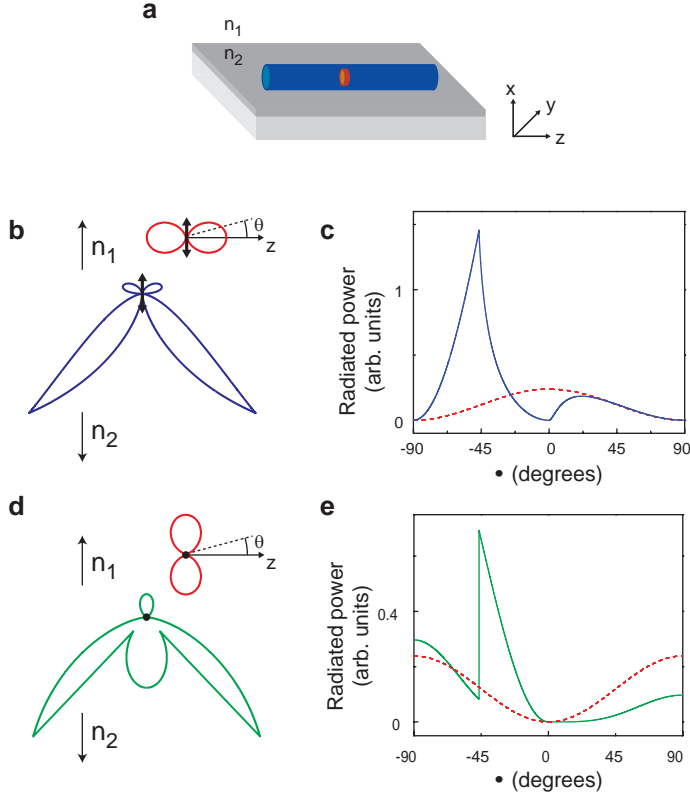 a
n1
n2
x
y
z
b
n1
θ
z
n2
c
Radiated power
(arb. units)
1
0
-90
-45
0
45
90
• (degrees)
d
n1
θ
z
n2
e
Radiated power
(arb. units)
0.4
0
-90
-45
0
45
90
• (degrees)